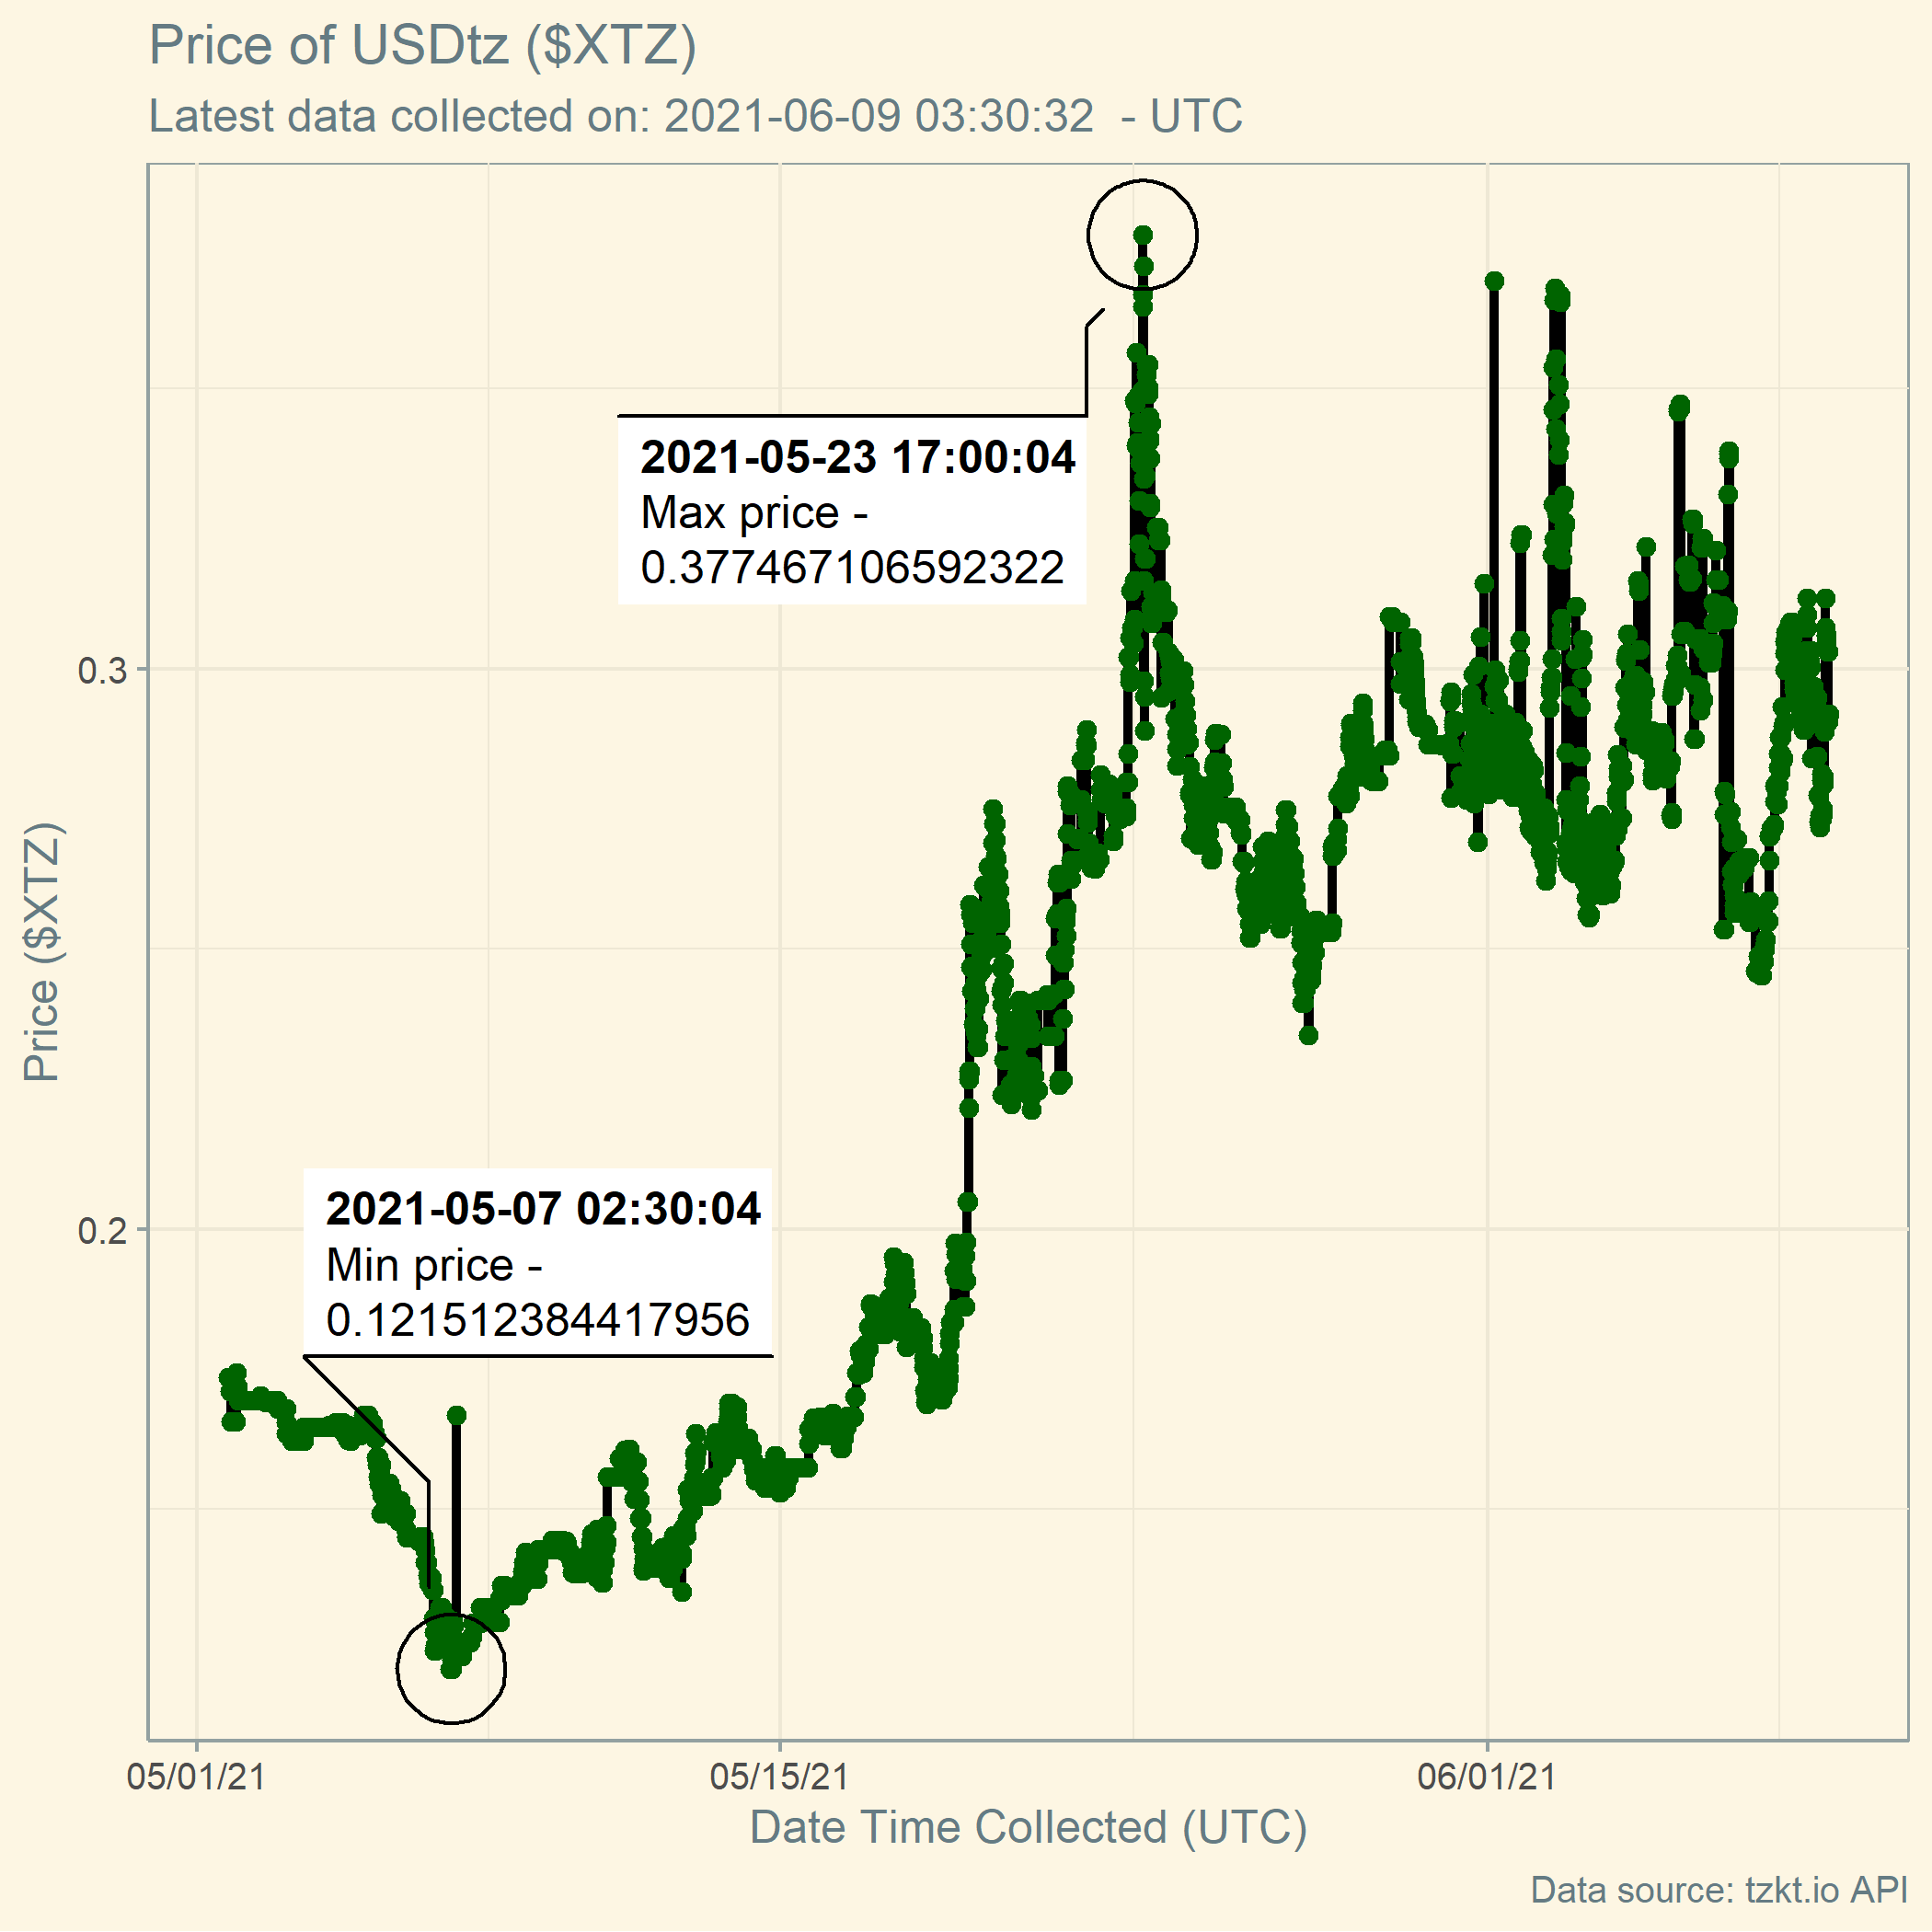 Price of USDtz ($XTZ)
Latest data collected on: 2021-06-09 03:30:32  - UTC
2021-05-23 17:00:04
Max price -
0.377467106592322
0.3
2021-05-07 02:30:04
Min price -
0.121512384417956
0.2
Price ($XTZ)
05/01/21
05/15/21
06/01/21
Date Time Collected (UTC)
Data source: tzkt.io API